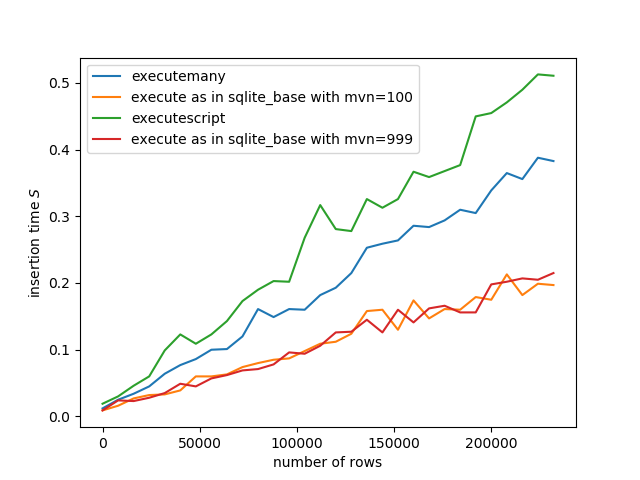 executemany
execute as in sqlite_base with mvn=100
executescript
execute as in sqlite_base with mvn=999
insertion time S
0.5
0.4
0.3
0.2
0.1
0.0
0 50000 100000 150000 200000
number of rows